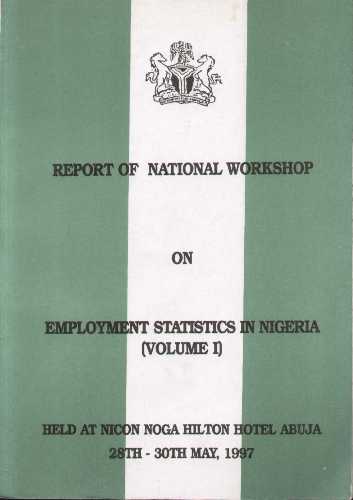 REPORT OF NATIONAL WORKSHOP
ON
EMPLOYMENT STATISTICS IN NIGERIA
(VOLUME I)
HELD AT NICON NOGA HILTON HOTEL ABUJA
28TH - 30TH MAY, 1997